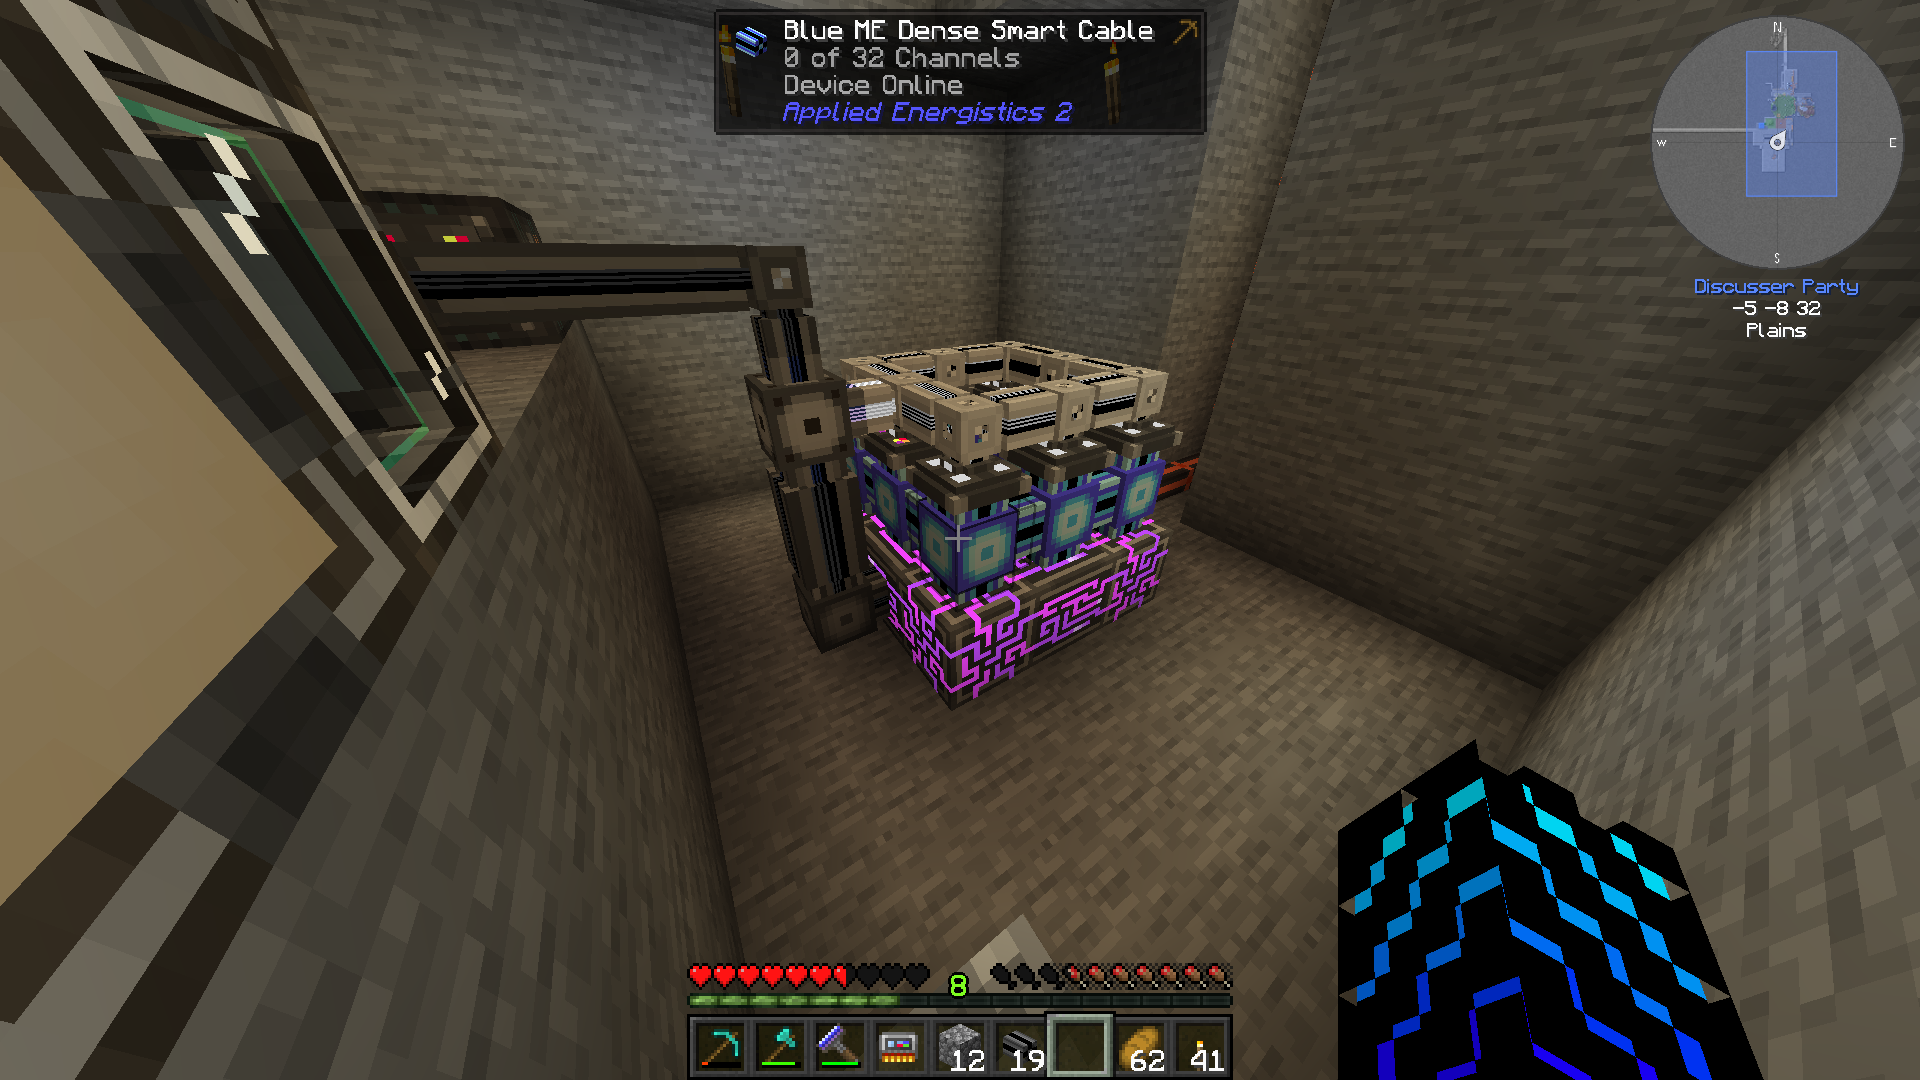 Blue ME Dense Smart Cable
0 of 32 Channels
Device Online
Applied Energistics 2
N
W
E
S
Discusser Party
-5 -8 32
Plains
8
12
19
62
41